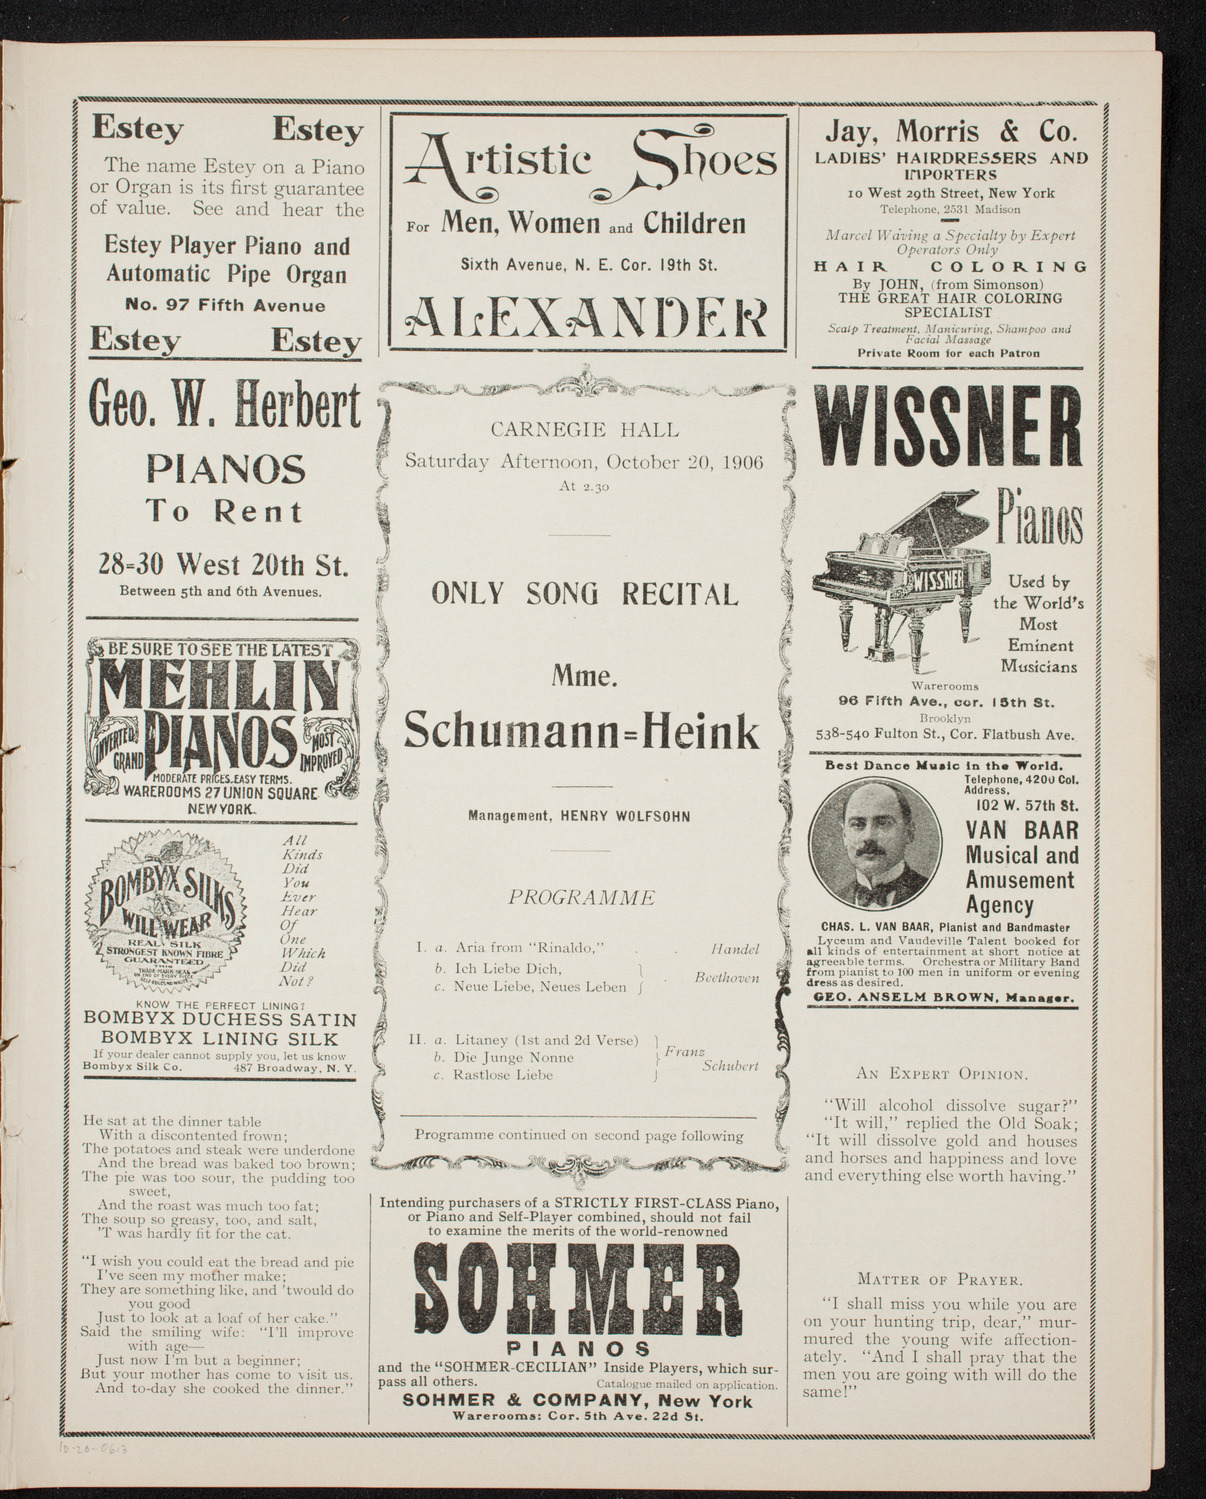 Estey Estey
The name Estey on a Piano
or Organ is its first guarantee
of value. See and hear the
Estey Player Piano and
Automatic Pipe Organ
No. 97 Fifth Avenue
Estey Estey
Geo. W. Herbert
PIANOS
To Rent
28=30 West 20th St.
Between 5th and 6th Avenues.
BE SURE TO SEE THE LATEST
MEHLIN
PIANOS
INVERTED GRAND
MOST IMPROVED
MODERATE PRICES. EASY TERMS.
WAREROOMS 27 UNION SQUARE
NEW YORK.
BOMBYX SILKS
WILL WEAR
REAL SILK
STRONGEST KNOWN FIBRE
GUARANTEED
All
Kinds
Did
You
Ever
Hear
Of
One
Which
Did
Not?
KNOW THE PERFECT LINING?
BOMBYX DUCHESS SATIN
BOMBYX LINING SILK
If your dealer cannot supply you, let us know
Bombyx Silk Co. 487 Broadway, N. Y.
He sat at the dinner table
With a discontented frown;
The potatoes and steak were underdone
And the bread was baked too brown;
The pie was too sour, the pudding too
sweet,
And the roast was much too fat;
The soup so greasy, too, and salt,
'T was hardly fit for the cat.
"I wish you could eat the bread and pie
I've seen my mother make;
They are something like, and 'twould do
you good
Just to look at a loaf of her cake."
Said the smiling wife: "I'll improve
with age—
Just now I'm but a beginner;
But your mother has come to visit us.
And to-day she cooked the dinner."
Artistic Shoes
For Men, Women and Children
Sixth Avenue, N. E. Cor. 19th St.
ALEXANDER
CARNEGIE HALL
Saturday Afternoon, October 20, 1906
At 2.30
ONLY SONG RECITAL
Mme.
Schumann=Heink
Management, HENRY WOLFSOHN
PROGRAMME
I. a. Aria from "Rinaldo," . . Handel
b. Ich Liebe Dich,
c. Neue Liebe, Neues Leben } . Beethoven
II. a. Litaney (1st and 2d Verse)
b. Die Junge Nonne
c. Rastlose Liebe } Franz Schubert
Programme continued on second page following
Intending purchasers of a STRICTLY FIRST-CLASS Piano,
or Piano and Self-Player combined, should not fail
to examine the merits of the world-renowned
SOHMER
PIANOS
and the "SOHMER-CECILIAN" Inside Players, which sur-
pass all others. Catalogue mailed on application.
SOHMER & COMPANY, New York
Warerooms: Cor. 5th Ave. 22d St.
Jay, Morris & Co.
LADIES' HAIRDRESSERS AND
IMPORTERS
10 West 29th Street, New York
Telephone, 2531 Madison
Marcel Waving a Specialty by Expert
Operators Only
HAIR COLORING
By JOHN, (from Simonson)
THE GREAT HAIR COLORING
SPECIALIST
Scalp Treatment, Manicuring, Shampoo and
Facial Massage
Private Room for each Patron
WISSNER
Pianos
WISSNER
Used by
the World's
Most
Eminent
Musicians
Warerooms
96 Fifth Ave., cor. 15th St.
Brooklyn
538-540 Fulton St., Cor. Flatbush Ave.
Best Dance Music in the World.
Telephone, 4200 Col.
Address,
102 W. 57th St.
VAN BAAR
Musical and
Amusement
Agency
CHAS. L. VAN BAAR, Pianist and Bandmaster
Lyceum and Vaudeville Talent booked for
all kinds of entertainment at short notice at
agreeable terms. Orchestra or Military Band
from pianist to 100 men in uniform or evening
dress as desired.
GEO. ANSELM BROWN, Manager.
AN EXPERT OPINION.
"Will alcohol dissolve sugar?"
"It will," replied the Old Soak;
"It will dissolve gold and houses
and horses and happiness and love
and everything else worth having."
MATTER OF PRAYER.
"I shall miss you while you are
on your hunting trip, dear," mur-
mured the young wife affection-
ately. "And I shall pray that the
men you are going with will do the
same!"
10-20-06.13